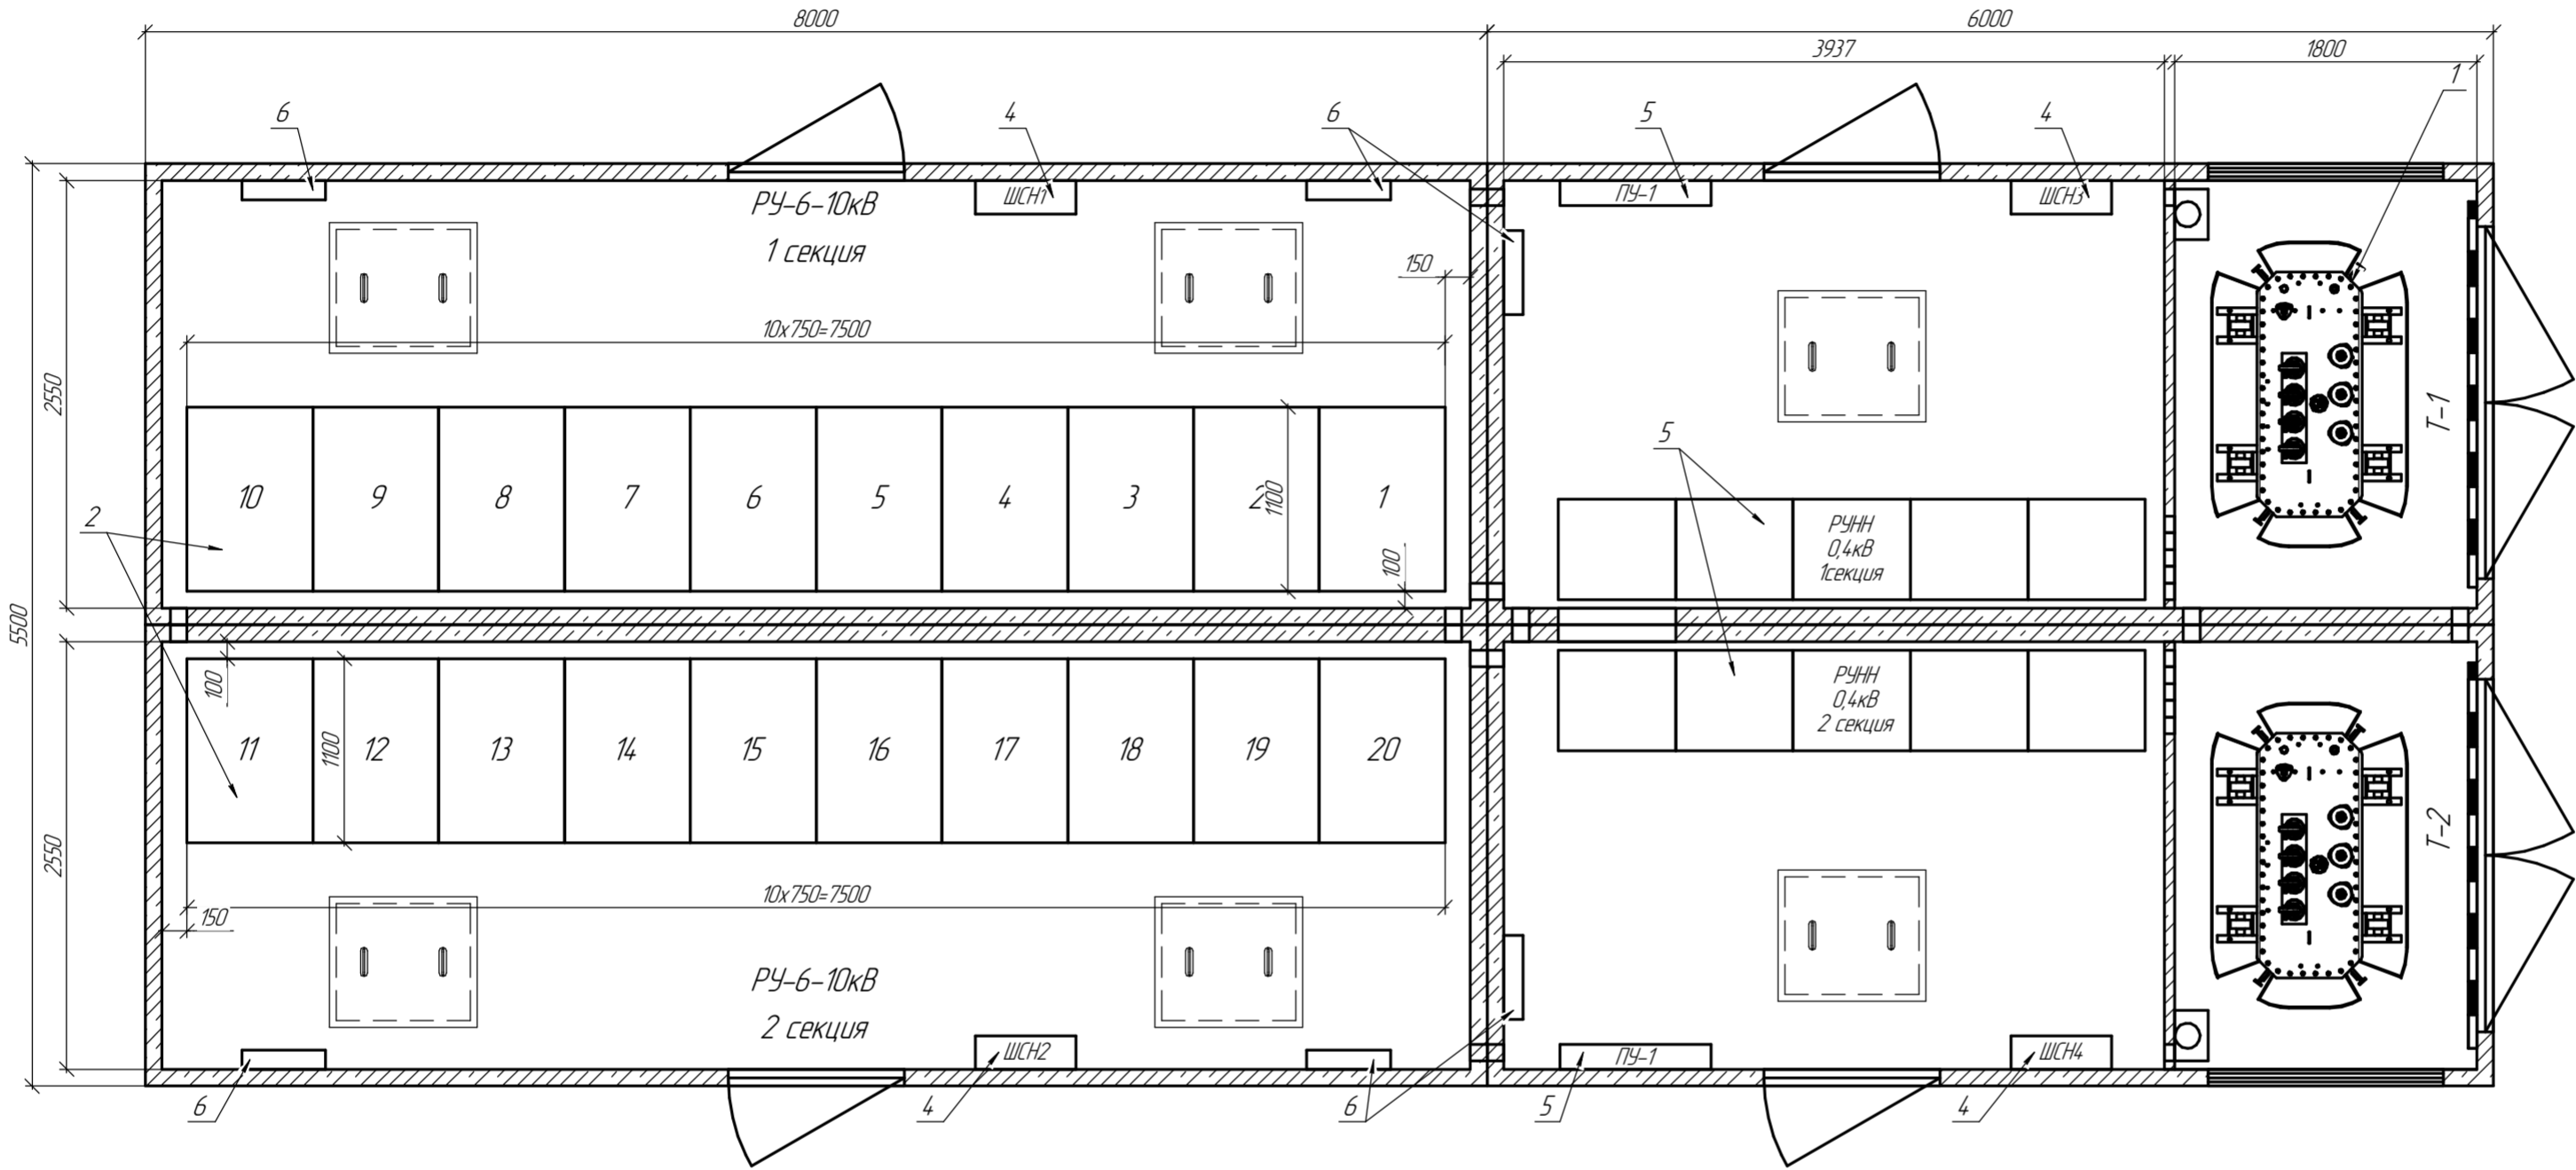 8000
6000
3937
1800
1
6
4
6
5
4
ШСН1
ПУ-1
ШСН3
РУ-6-10кВ
1 секция
150
10x750=7500
2550
5
Т-1
10
9
8
7
6
5
4
3
2
1
1100
2
100
РУНН
0,4кВ
1секция
5500
100
11
12
13
14
15
16
17
18
19
20
1100
РУНН
0,4кВ
2 секция
Т-2
2550
10x750=7500
150
РУ-6-10кВ
2 секция
ШСН2
ПУ-1
ШСН4
6
4
6
5
4